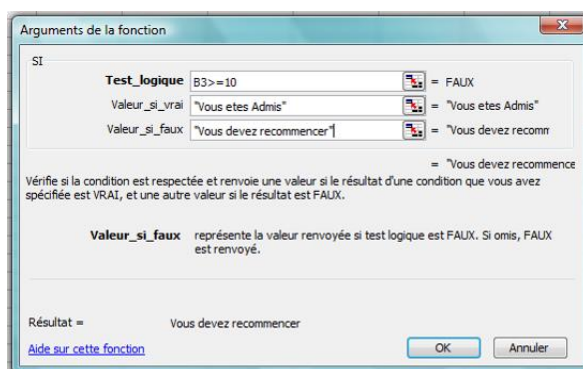 Arguments de la fonction
SI
Test_logique B3>=10 = FAUX
Valeur_si_vrai "Vous etes Admis" = "Vous etes Admis"
Valeur_si_faux "Vous devez recommencer" = "Vous devez recomm
= "Vous devez recommence
Vérifie si la condition est respectée et renvoie une valeur si le résultat d'une condition que vous avez
spécifiée est VRAI, et une autre valeur si le résultat est FAUX.
Valeur_si_faux représente la valeur renvoyée si test logique est FAUX. Si omis, FAUX
est renvoyé.
Résultat = Vous devez recommencer
Aide sur cette fonction OK Annuler